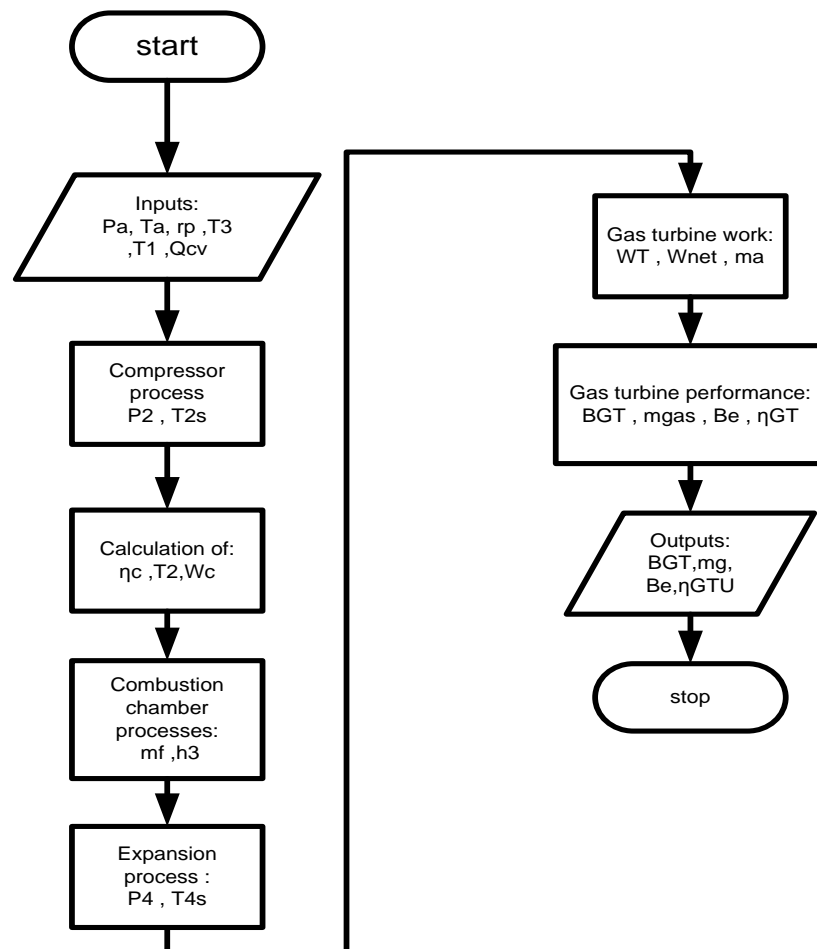 start
Inputs:
Pa, Ta, rp ,T3
,T1 ,Qcv
Compressor
process
P2 , T2s
Calculation of:
ηc ,T2,Wc
Combustion
chamber
processes:
mf ,h3
Expansion
process :
P4 , T4s
Gas turbine work:
WT , Wnet , ma
Gas turbine performance:
BGT , mgas , Be , ηGT
Outputs:
BGT,mg,
Be,ηGTU
stop